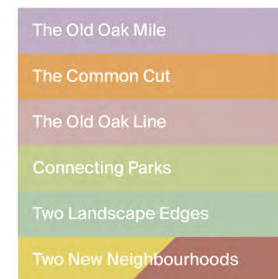 The Old Oak Mile
The Common Cut
The Old Oak Line
Connecting Parks
Two Landscape Edges
Two New Neighbourhoods